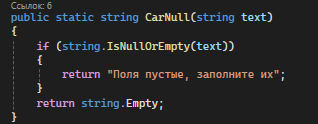 Ссылок: 6
public static string CarNull(string text)
{
if (string.IsNullOrEmpty(text))
{
return "Поля пустые, заполните их";
}
return string.Empty;
}